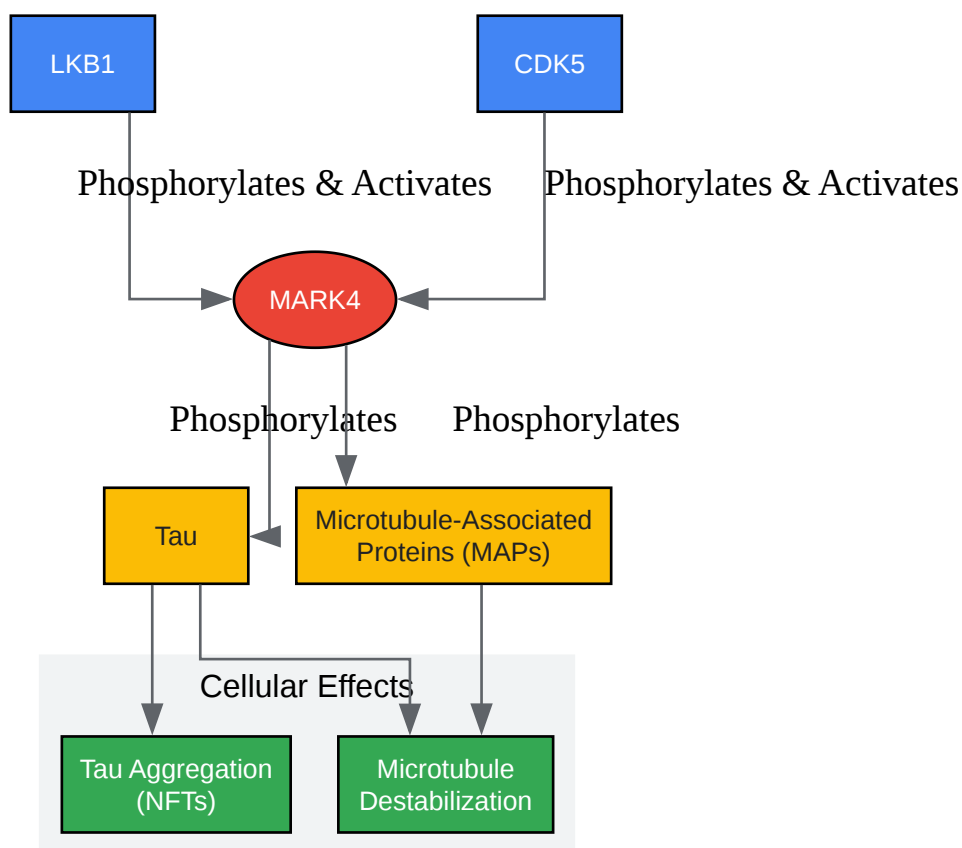 LKB1
CDK5
Phosphorylates & Activates
Phosphorylates & Activates
MARK4
Phosphorylates
Phosphorylates
Tau
Microtubule-Associated
Proteins (MAPs)
Cellular Effects
Tau Aggregation
(NFTs)
Microtubule
Destabilization